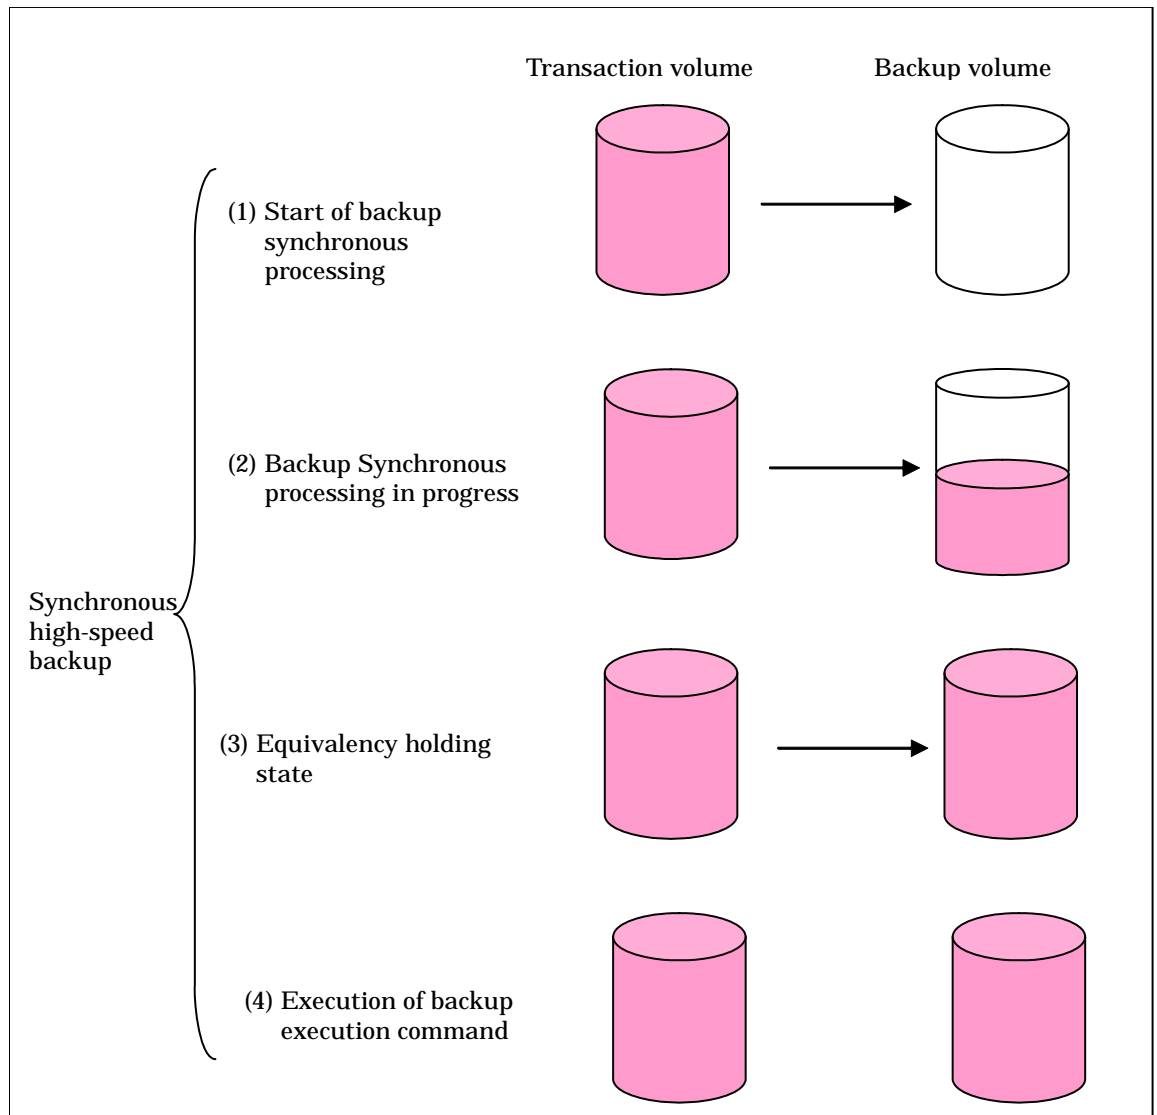 Transaction volume
Backup volume
(1) Start of backup
synchronous
processing
(2) Backup Synchronous
processing in progress
Synchronous
high-speed
backup
(3) Equivalency holding
state
(4) Execution of backup
execution command